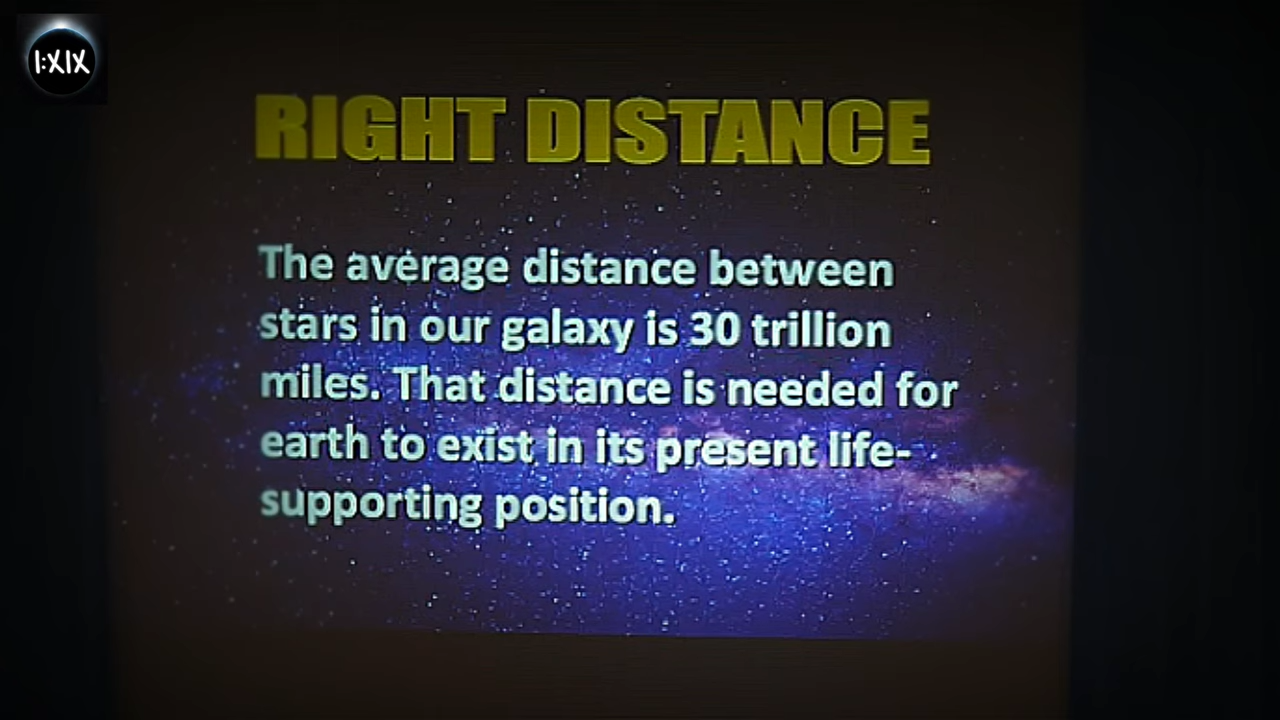 I:XIX
RIGHT DISTANCE
The average distance between
stars in our galaxy is 30 trillion
miles. That distance is needed for
earth to exist in its present life-
supporting position.